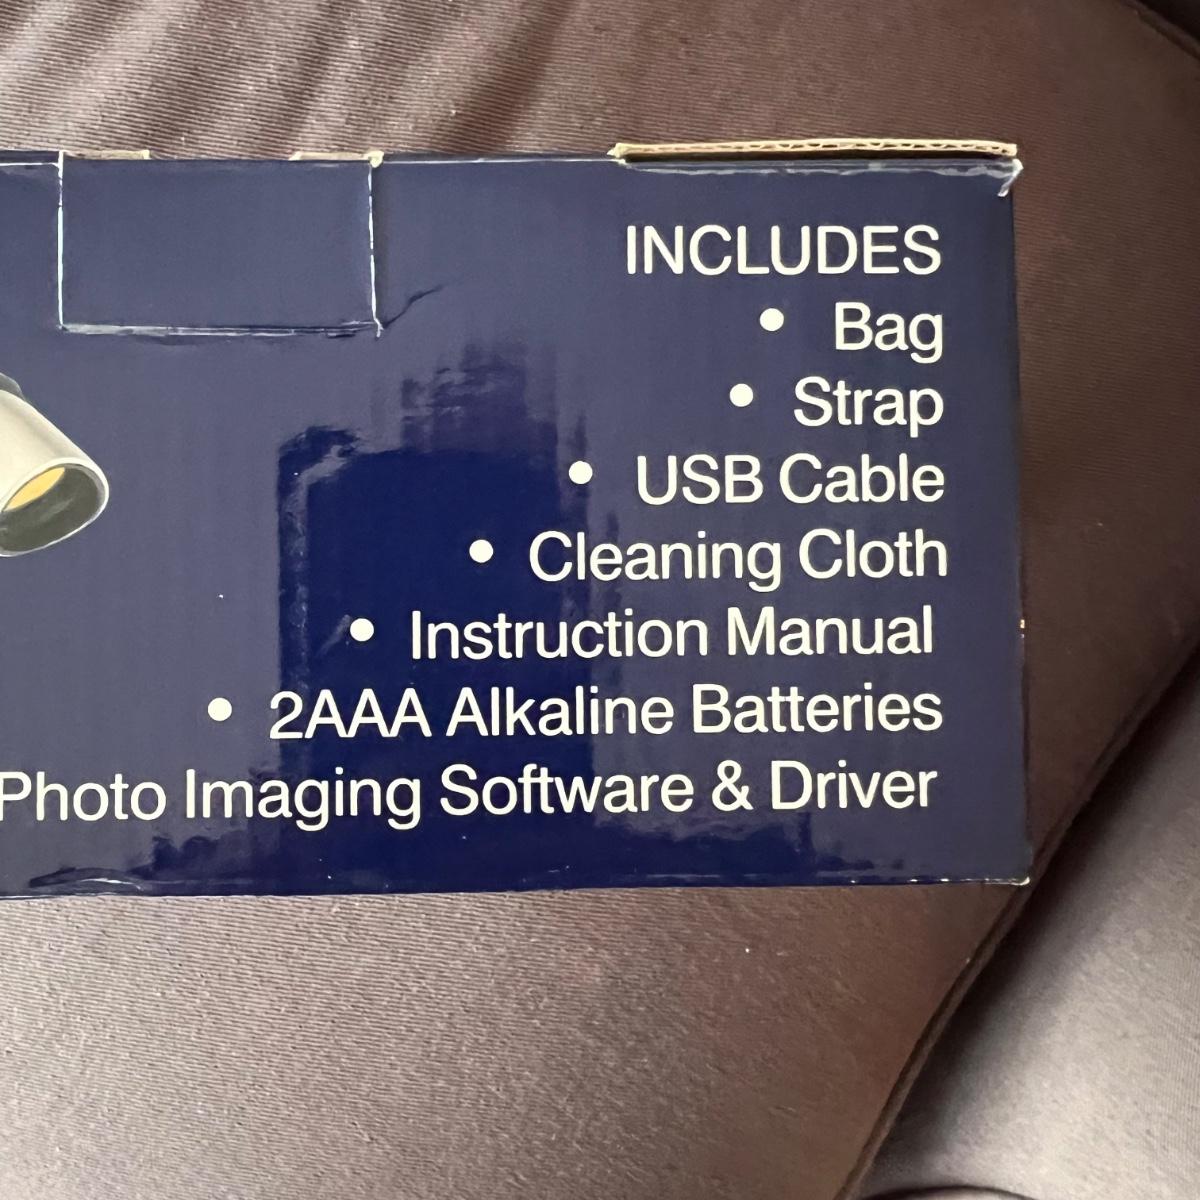 INCLUDES
• Bag
• Strap
• USB Cable
• Cleaning Cloth
• Instruction Manual
• 2AAA Alkaline Batteries
Photo Imaging Software & Driver